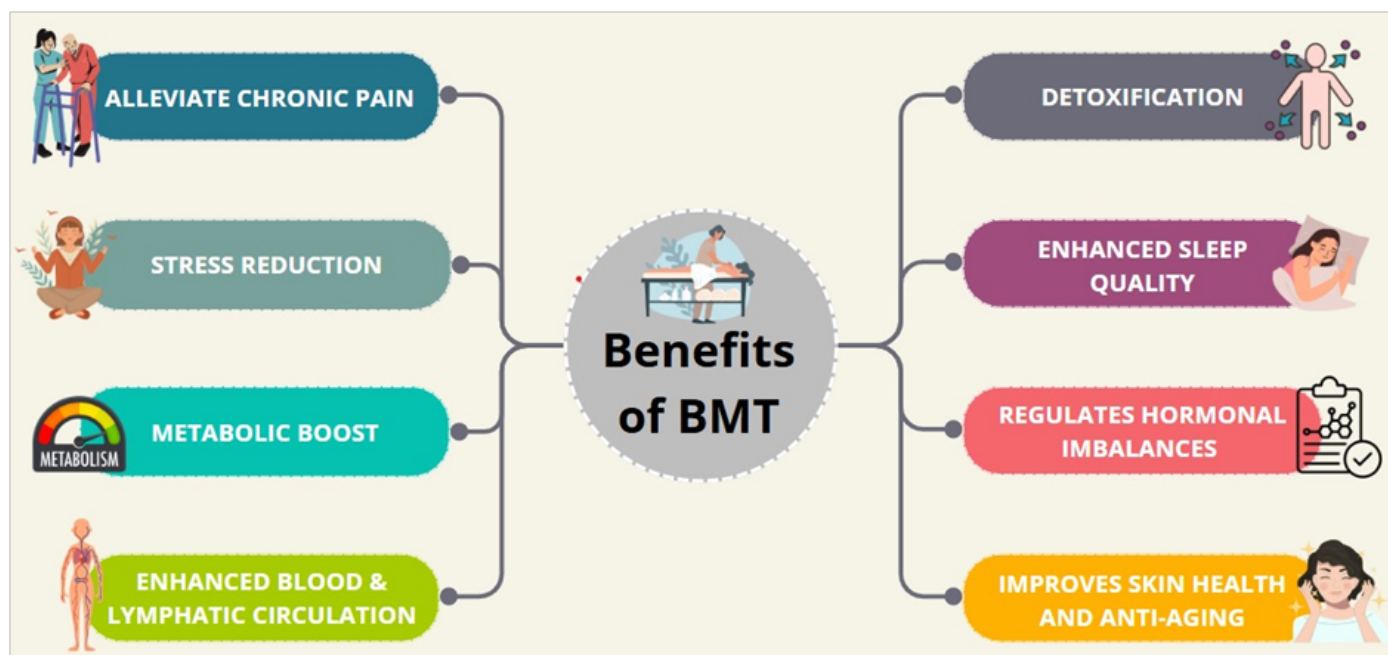 ALLEVIATE CHRONIC PAIN
STRESS REDUCTION
METABOLIC BOOST
METABOLISM
ENHANCED BLOOD &
LYMPHATIC CIRCULATION
Benefits
of BMT
DETOXIFICATION
ENHANCED SLEEP
QUALITY
REGULATES HORMONAL
IMBALANCES
IMPROVES SKIN HEALTH
AND ANTI-AGING